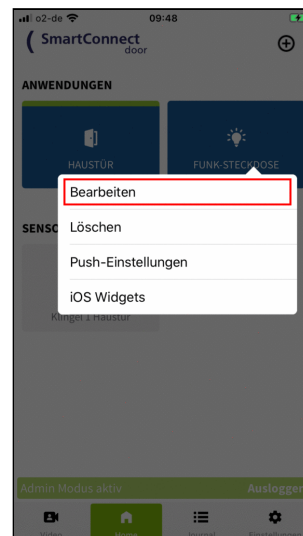 o2-de 09:48
SmartConnect
door
ANWENDUNGEN
HAUSTÜR FUNK-STECKDOSE
Bearbeiten
SENSO
Löschen
Push-Einstellungen
iOS Widgets
Klingel 1 Haustür
Admin Modus aktiv Ausloggen
Video Home Journal Einstellungen